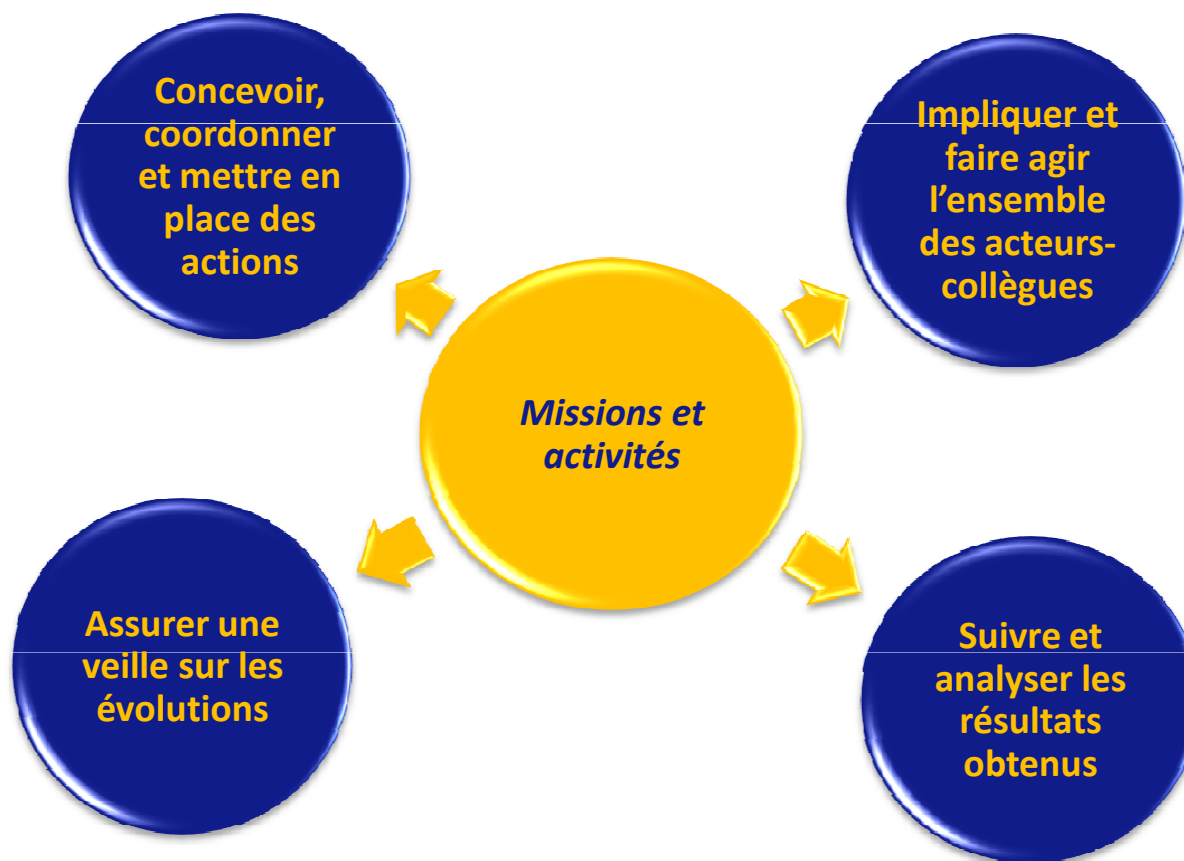 Concevoir,
coordonner
et mettre en
place des
actions
Impliquer et
faire agir
l’ensemble
des acteurs-
collègues
Missions et
activités
Assurer une
veille sur les
évolutions
Suivre et
analyser les
résultats
obtenus